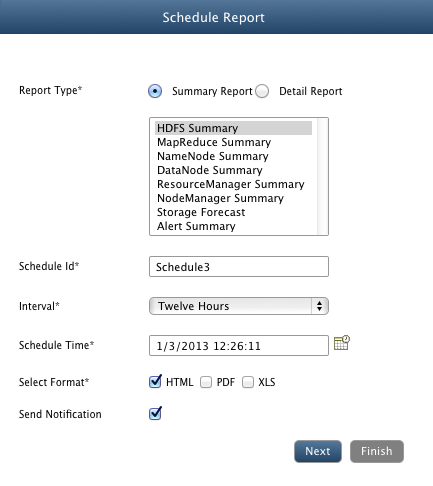 Schedule Report
Report Type*
Summary Report
Detail Report
HDFS Summary
MapReduce Summary
NameNode Summary
DataNode Summary
ResourceManager Summary
NodeManager Summary
Storage Forecast
Alert Summary
Schedule Id*
Schedule3
Interval*
Twelve Hours
Schedule Time*
1/3/2013 12:26:11
Select Format*
HTML
PDF
XLS
Send Notification
Next
Finish